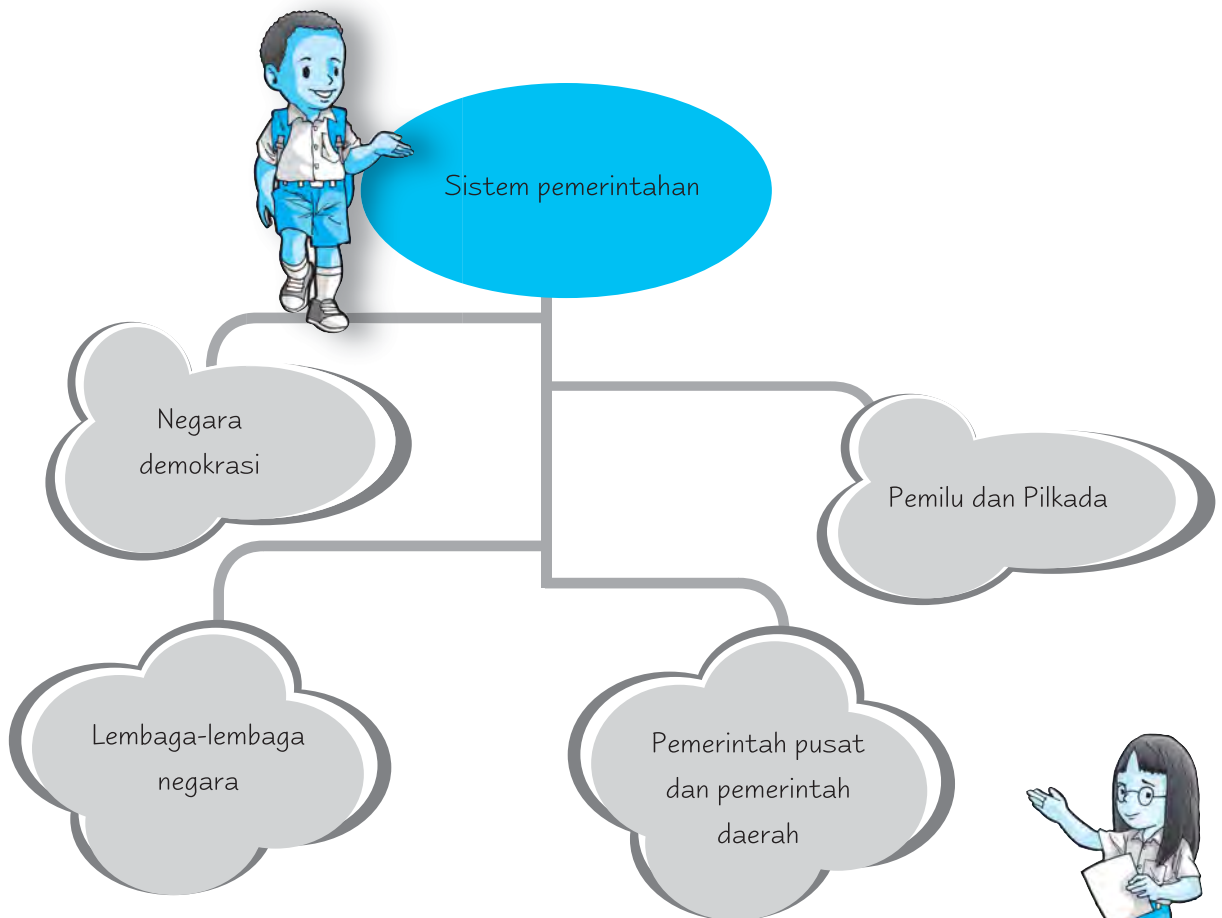 Sistem pemerintahan
Negara
demokrasi
Pemilu dan Pilkada
Lembaga-lembaga
negara
Pemerintah pusat
dan pemerintah
daerah